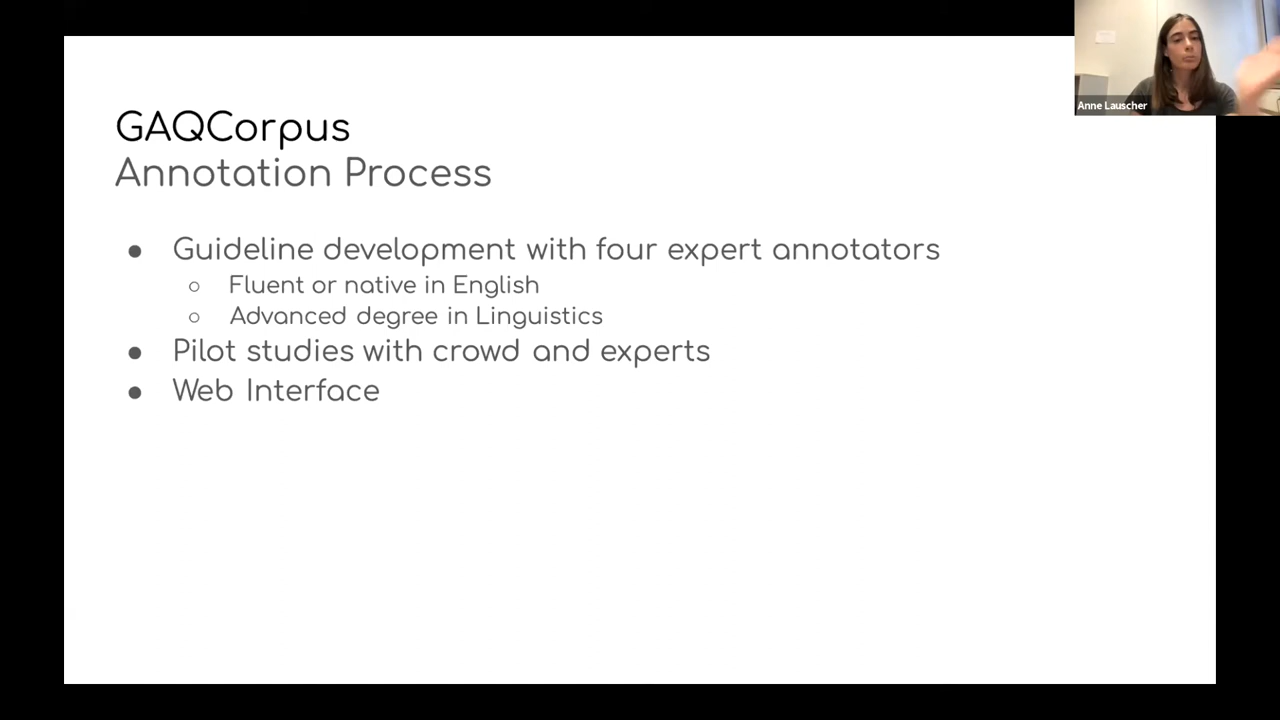 Anne Lauscher
GAQCorpus
Annotation Process
● Guideline development with four expert annotators
○ Fluent or native in English
○ Advanced degree in Linguistics
● Pilot studies with crowd and experts
● Web Interface